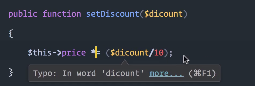 public function setDiscount($dicount)
{
$this->price *= ($dicount/10);
Typo: In word 'dicount' more... (⌘F1)
}